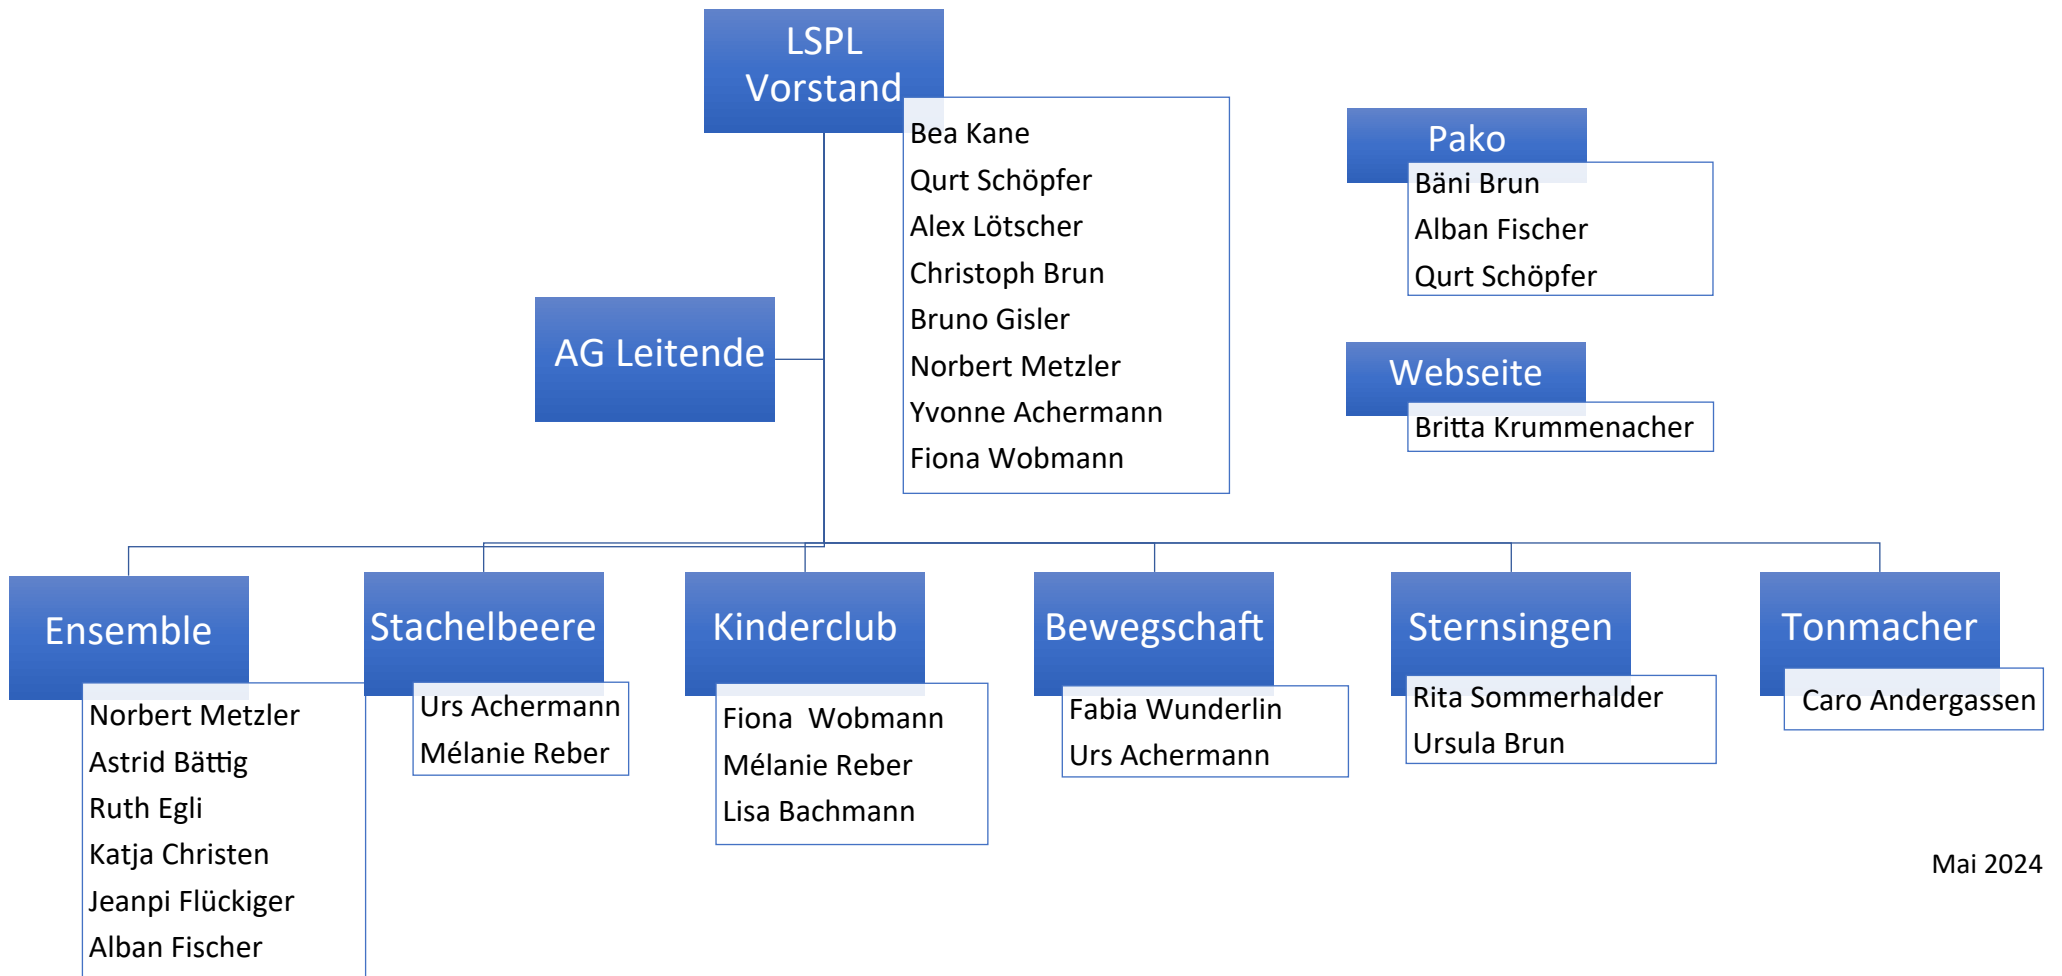 LSPL
Vorstand
Bea Kane
Qurt Schöpfer
Alex Lötscher
Christoph Brun
Bruno Gisler
Norbert Metzler
Yvonne Achermann
Fiona Wobmann
Pako
Bäni Brun
Alban Fischer
Qurt Schöpfer
AG Leitende
Webseite
Britta Krummenacher
Ensemble
Norbert Metzler
Astrid Bättig
Ruth Egli
Katja Christen
Jeanpi Flückiger
Alban Fischer
Stachelbeere
Urs Achermann
Mélanie Reber
Kinderclub
Fiona  Wobmann
Mélanie Reber
Lisa Bachmann
Bewegschaft
Fabia Wunderlin
Urs Achermann
Sternsingen
Rita Sommerhalder
Ursula Brun
Tonmacher
Caro Andergassen
Mai 2024